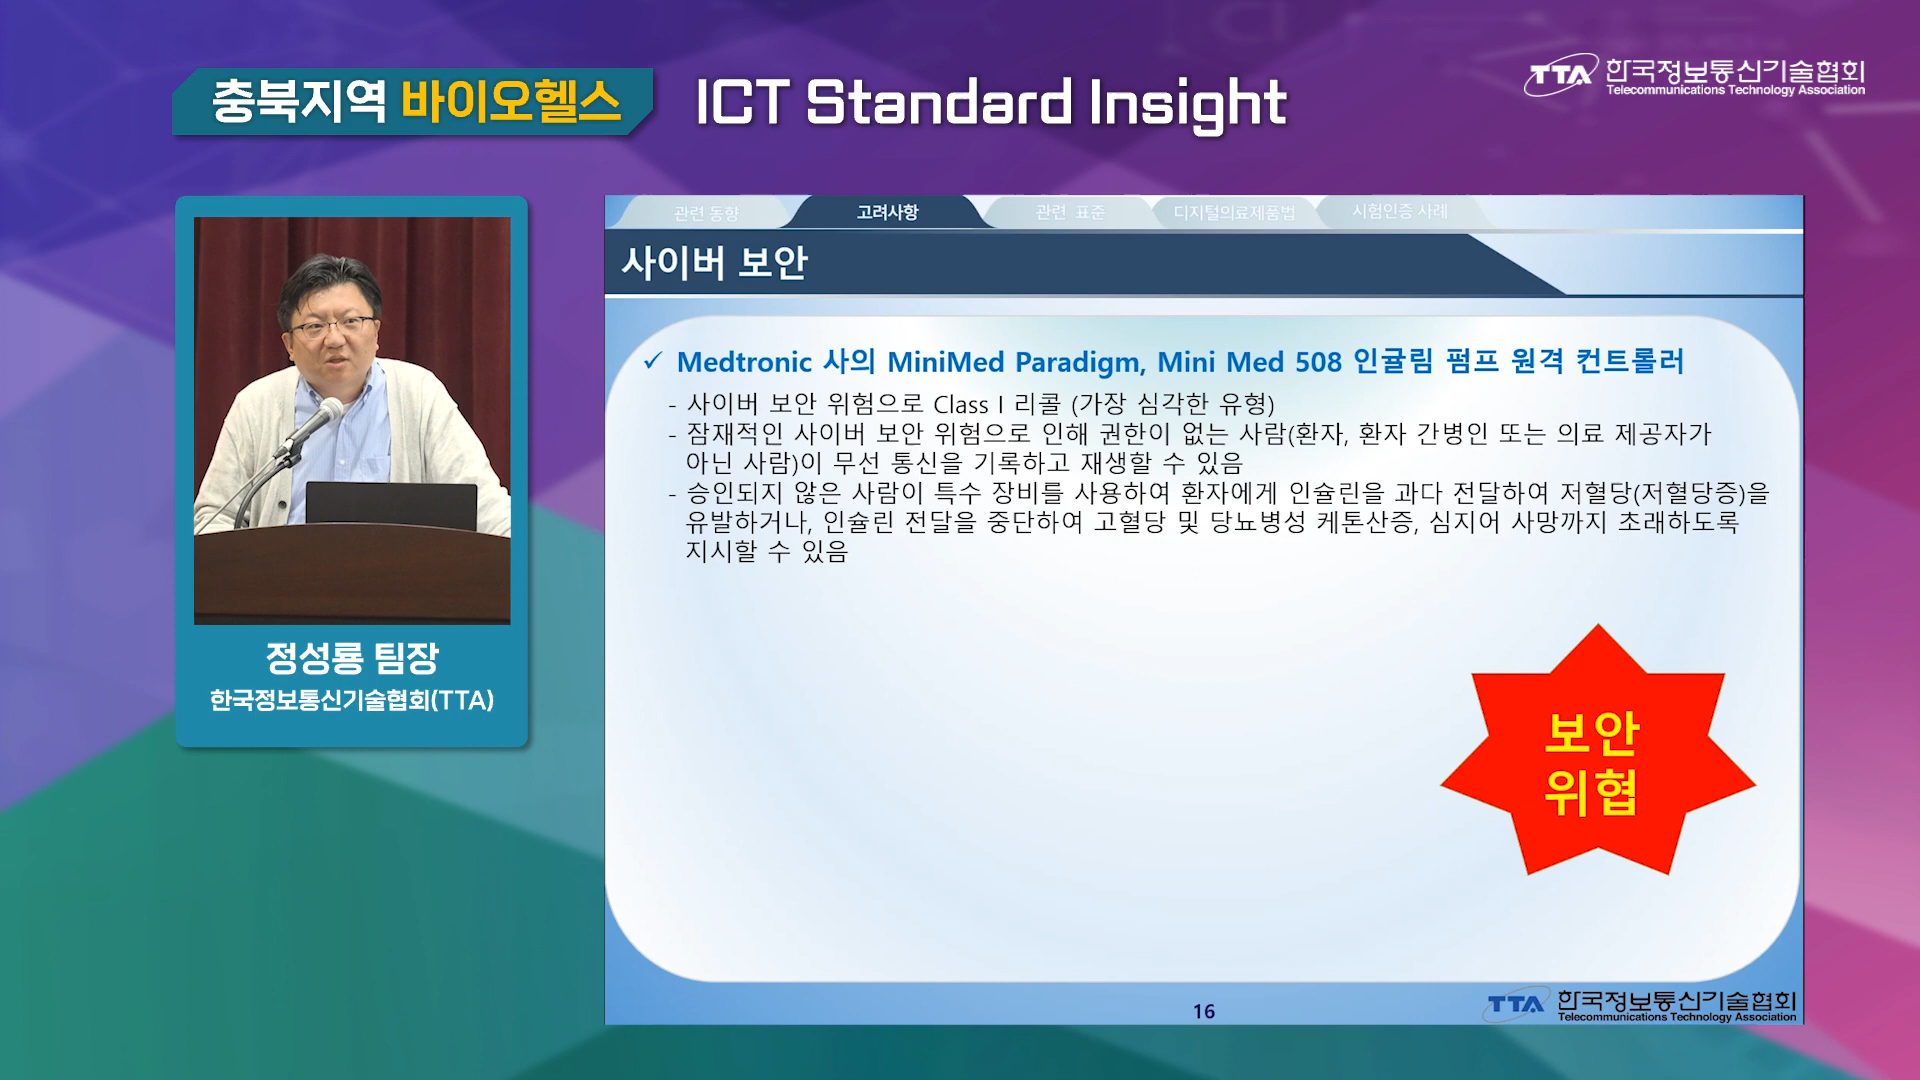 충북지역 바이오헬스 ICT Standard Insight
TTA 한국정보통신기술협회
Telecommunications Technology Association
관련 동향 고려사항 관련 표준 디지털의료제품법 시험인증 사례
사이버 보안
✓ Medtronic 사의 MiniMed Paradigm, Mini Med 508 인귤림 펌프 원격 컨트롤러
- 사이버 보안 위험으로 Class I 리콜 (가장 심각한 유형)
- 잠재적인 사이버 보안 위험으로 인해 권한이 없는 사람(환자, 환자 간병인 또는 의료 제공자가
아닌 사람)이 무선 통신을 기록하고 재생할 수 있음
- 승인되지 않은 사람이 특수 장비를 사용하여 환자에게 인슐린을 과다 전달하여 저혈당(저혈당증)을
유발하거나, 인슐린 전달을 중단하여 고혈당 및 당뇨병성 케톤산증, 심지어 사망까지 초래하도록
지시할 수 있음
보안
위협
정성룡 팀장
한국정보통신기술협회(TTA)
16
TTA 한국정보통신기술협회
Telecommunications Technology Association